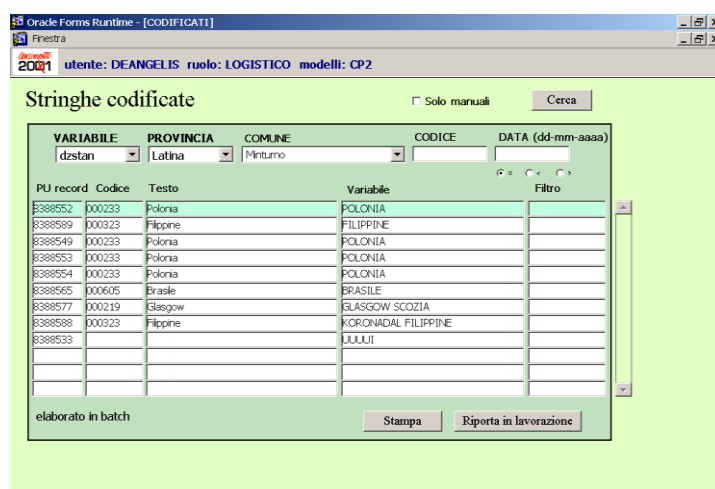 Oracle Forms Runtime - [CODIFICATI]
Finestra
Censimenti
2001 utente: DEANGELIS ruolo: LOGISTICO modelli: CP2
Stringhe codificate
Solo manuali
Cerca
VARIABILE PROVINCIA COMUNE CODICE DATA (dd-mm-aaaa)
dzstan Latina Minturno
= < >
PU record Codice Testo Variabile Filtro
8388552 000233 Polonia POLONIA
8388589 000323 Filippine FILIPPINE
8388549 000233 Polonia POLONIA
8388553 000233 Polonia POLONIA
8388554 000233 Polonia POLONIA
8388565 000605 Brasile BRASILE
8388577 000219 Glasgow GLASGOW SCOZIA
8388588 000323 Filippine KORONADAL FILIPPINE
8388533 UUUUI
elaborato in batch
Stampa
Riporta in lavorazione